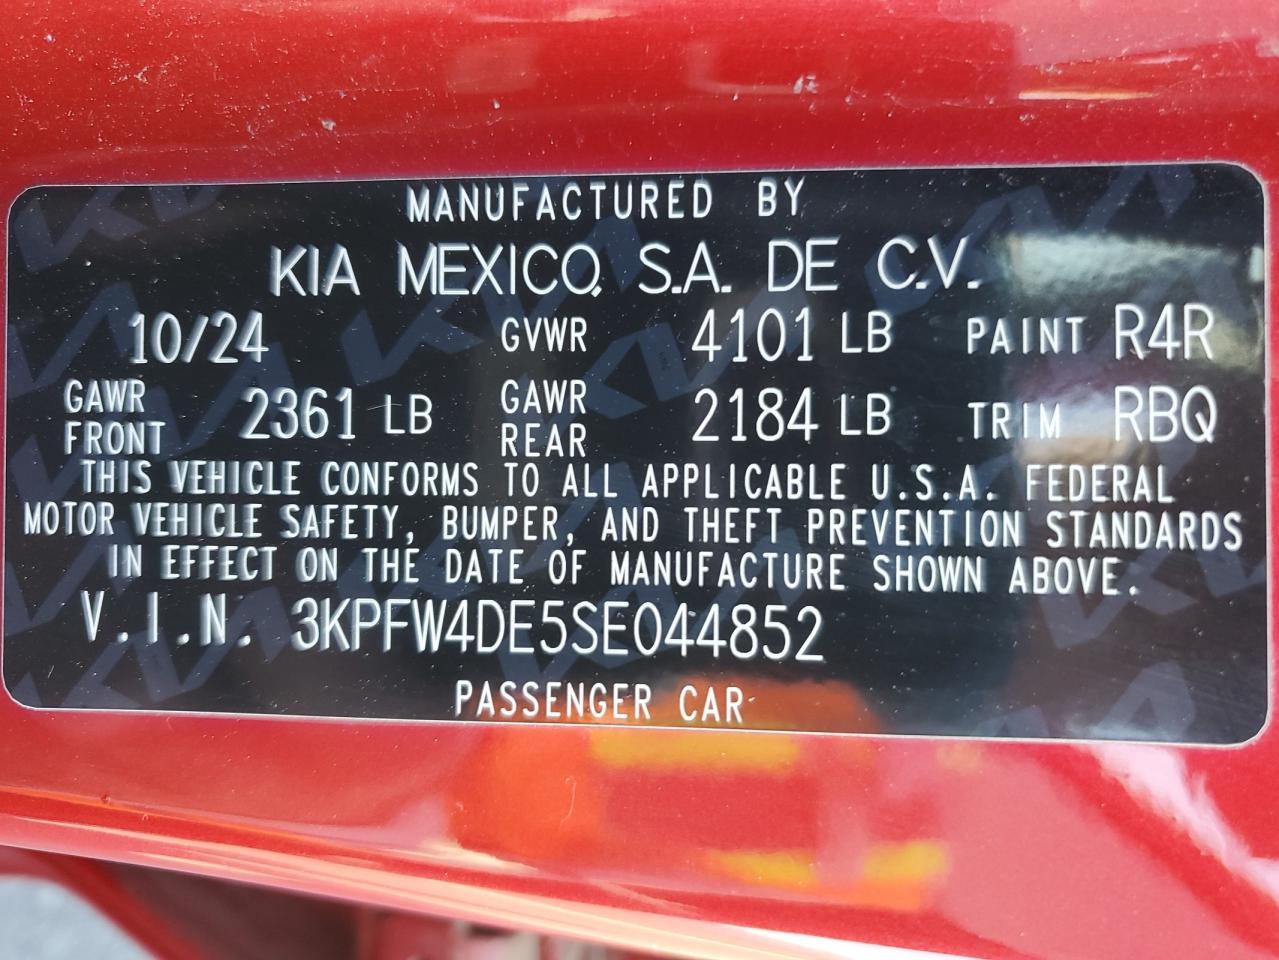 MANUFACTURED BY
KIA MEXICO, S.A. DE C.V.
10/24 GVWR 4101 LB PAINT R4R
GAWR FRONT 2361 LB GAWR REAR 2184 LB TRIM RBQ
THIS VEHICLE CONFORMS TO ALL APPLICABLE U.S.A. FEDERAL
MOTOR VEHICLE SAFETY, BUMPER, AND THEFT PREVENTION STANDARDS
IN EFFECT ON THE DATE OF MANUFACTURE SHOWN ABOVE.
V.I.N. 3KPFW4DE5SE044852
PASSENGER CAR